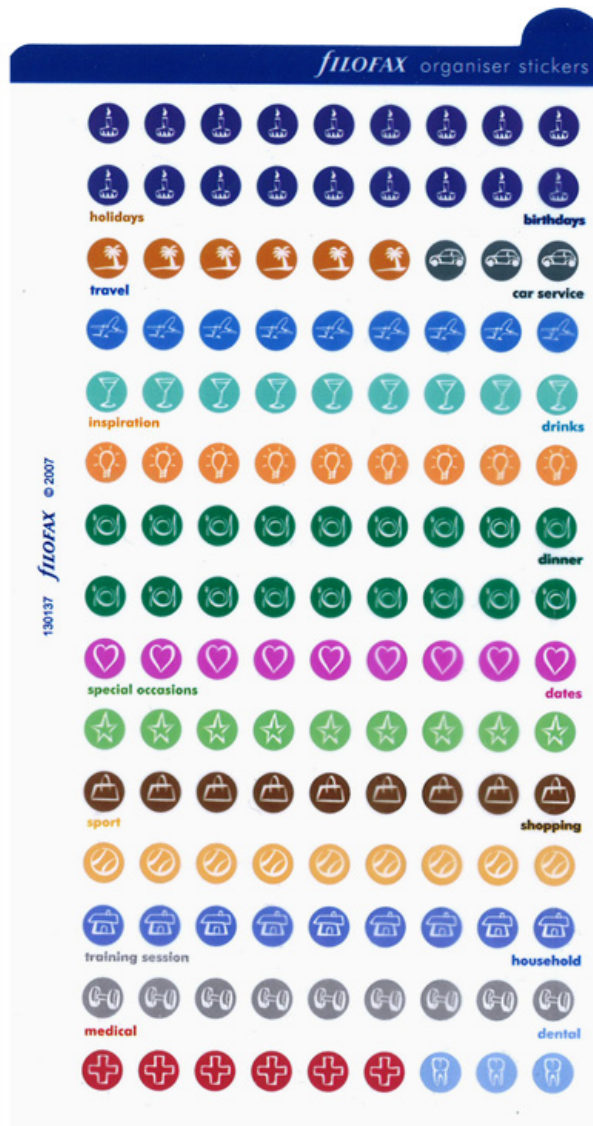 fILOFAX organiser stickers
holidays birthdays
travel car service
inspiration drinks
dinner
special occasions dates
sport shopping
training session household
medical dental
130137 fILOFAX © 2007